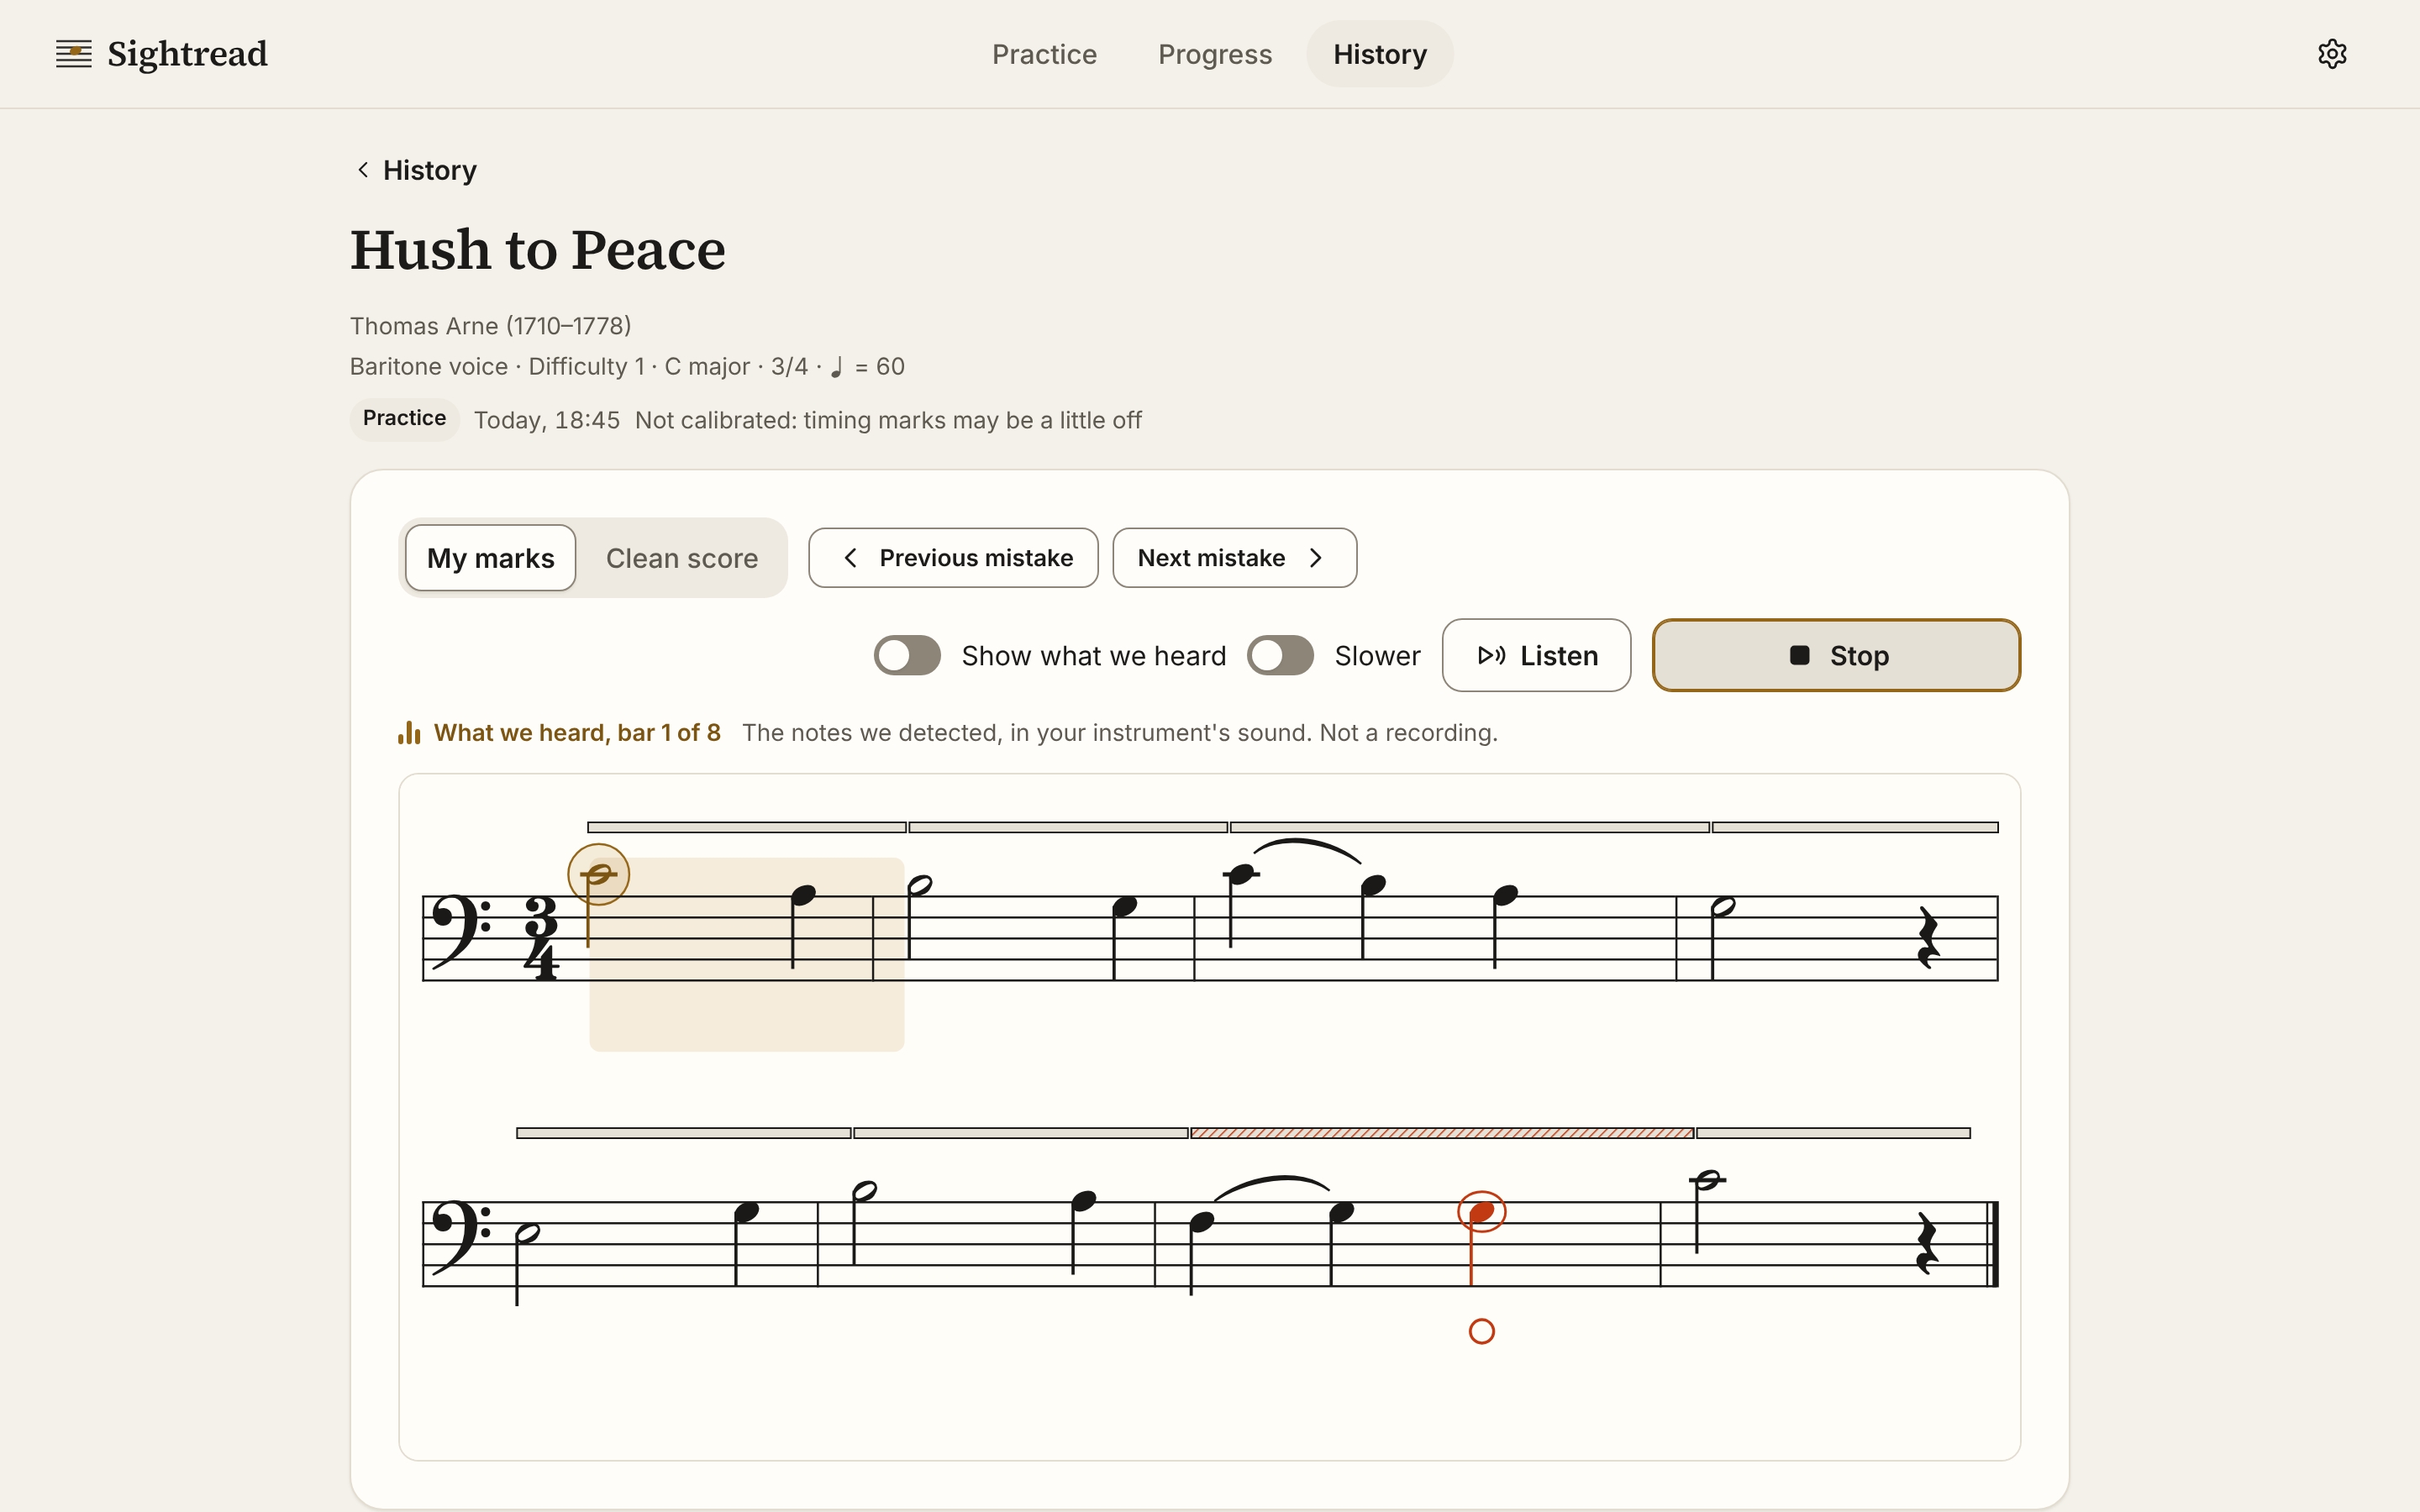 Sightread
Practice
Progress
History
History
Hush to Peace
Thomas Arne (1710–1778)
Baritone voice · Difficulty 1 · C major · 3/4 · ♩ = 60
Practice Today, 18:45 Not calibrated: timing marks may be a little off
My marks Clean score Previous mistake Next mistake
Show what we heard Slower Listen Stop
What we heard, bar 1 of 8 The notes we detected, in your instrument's sound. Not a recording.
3
4